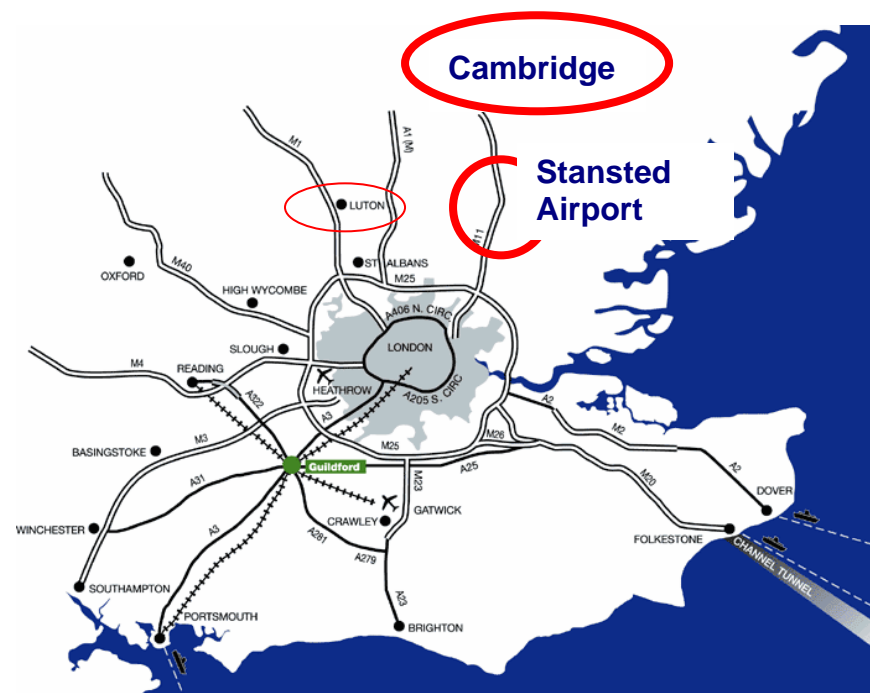 Cambridge
M1
A1 (M)
Stansted
Airport
LUTON
M11
OXFORD
M40
ST. ALBANS
M25
HIGH WYCOMBE
A406 N. CIRC.
LONDON
SLOUGH
M4
READING
HEATHROW
A205 S. CIRC
A322
A3
A2
M2
M3
M25
M26
BASINGSTOKE
Guildford
A25
A2
A31
M23
M20
DOVER
GATWICK
WINCHESTER
A3
CRAWLEY
A281
FOLKESTONE
A279
CHANNEL TUNNEL
SOUTHAMPTON
A23
PORTSMOUTH
BRIGHTON